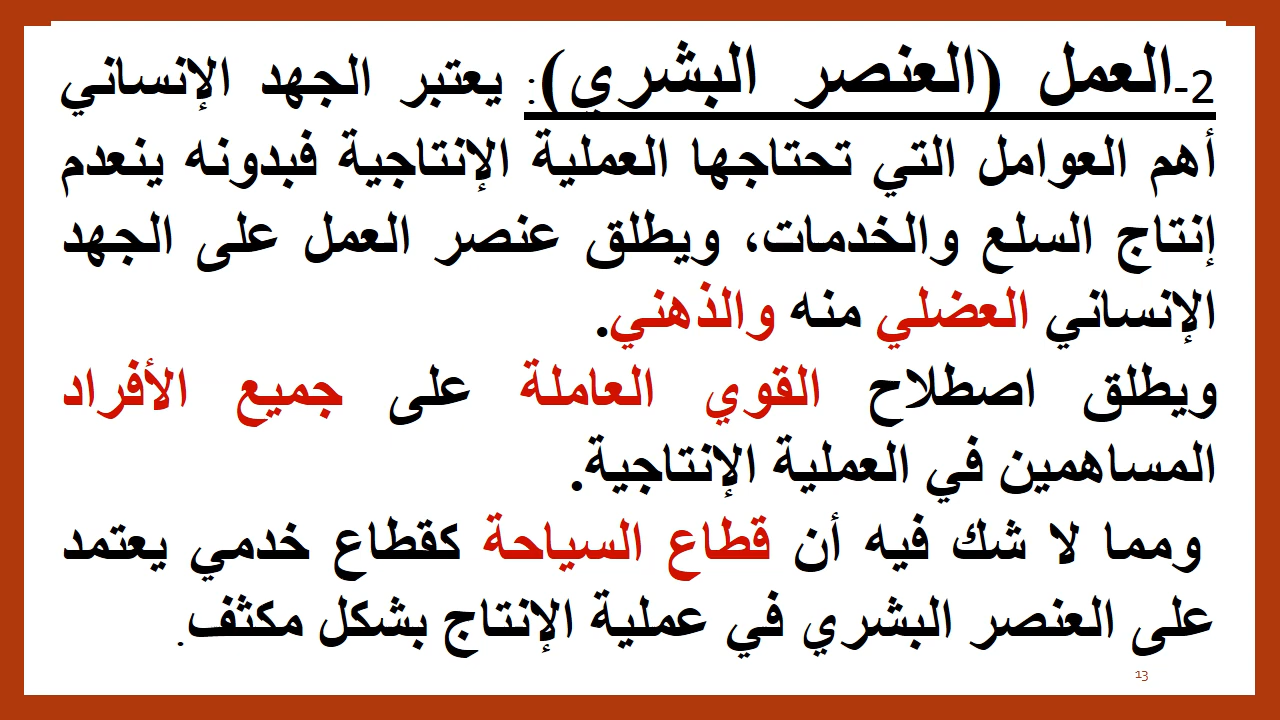 2-العمل (العنصر البشري): يعتبر الجهد الإنساني
أهم العوامل التي تحتاجها العملية الإنتاجية فبدونه ينعدم
إنتاج السلع والخدمات، ويطلق عنصر العمل على الجهد
الإنساني العضلي منه والذهني.
ويطلق اصطلاح القوي العاملة على جميع الأفراد
المساهمين في العملية الإنتاجية.
ومما لا شك فيه أن قطاع السياحة كقطاع خدمي يعتمد
على العنصر البشري في عملية الإنتاج بشكل مكثف.
13